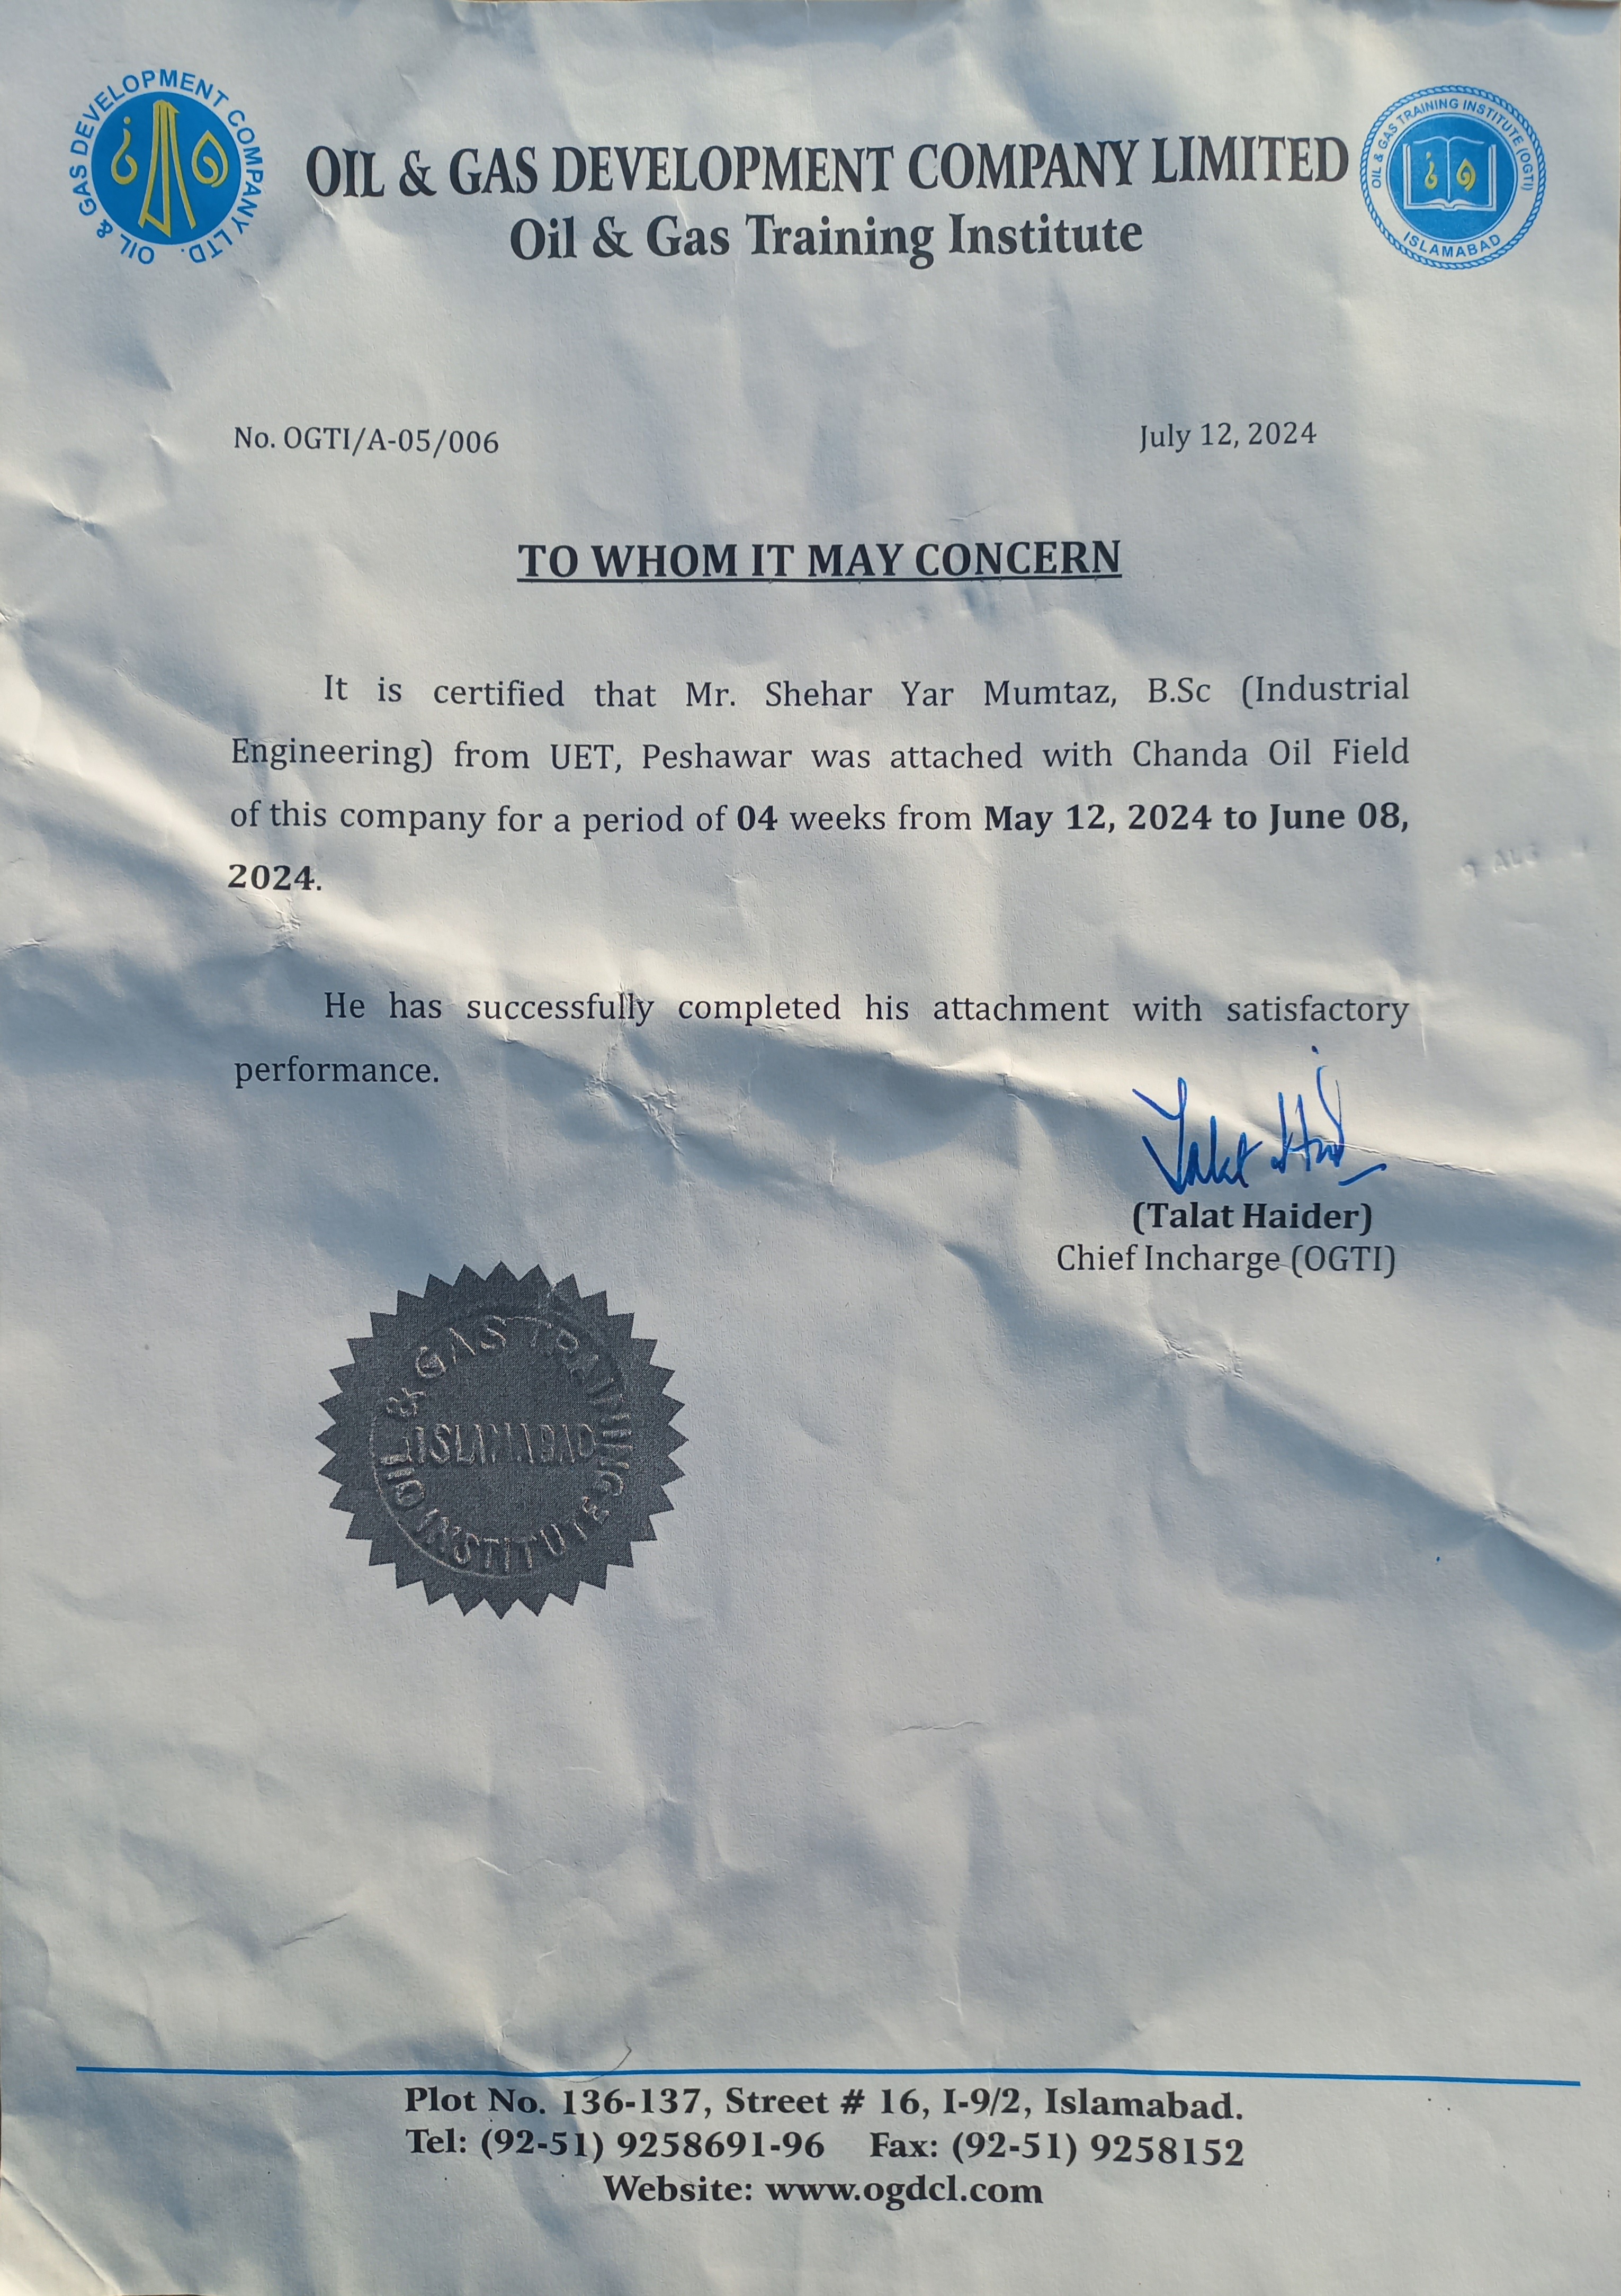 OIL & GAS DEVELOPMENT COMPANY LTD.
OIL & GAS DEVELOPMENT COMPANY LIMITED
Oil & Gas Training Institute
OIL & GAS TRAINING INSTITUTE (OGTI)
ISLAMABAD
No. OGTI/A-05/006
July 12, 2024
TO WHOM IT MAY CONCERN
It is certified that Mr. Shehar Yar Mumtaz, B.Sc (Industrial
Engineering) from UET, Peshawar was attached with Chanda Oil Field
of this company for a period of 04 weeks from May 12, 2024 to June 08,
2024.
He has successfully completed his attachment with satisfactory
performance.
Talat Haider
(Talat Haider)
Chief Incharge (OGTI)
OIL & GAS TRAINING
ISLAMABAD
INSTITUTE
Plot No. 136-137, Street # 16, I-9/2, Islamabad.
Tel: (92-51) 9258691-96 Fax: (92-51) 9258152
Website: www.ogdcl.com